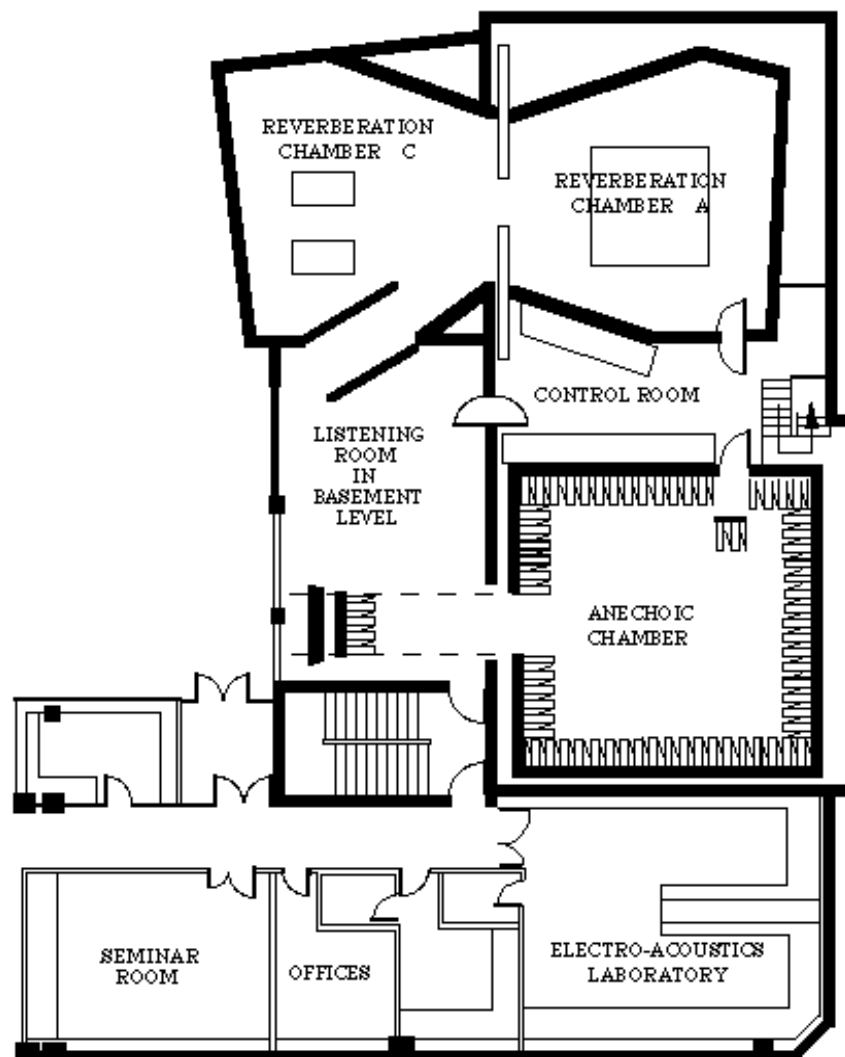 REVERBERATION
CHAMBER C
REVERBERATION
CHAMBER A
CONTROL ROOM
LISTENING
ROOM
IN
BASEMENT
LEVEL
ANECHOIC
CHAMBER
SEMINAR
ROOM
OFFICES
ELECTRO-ACOUSTICS
LABORATORY